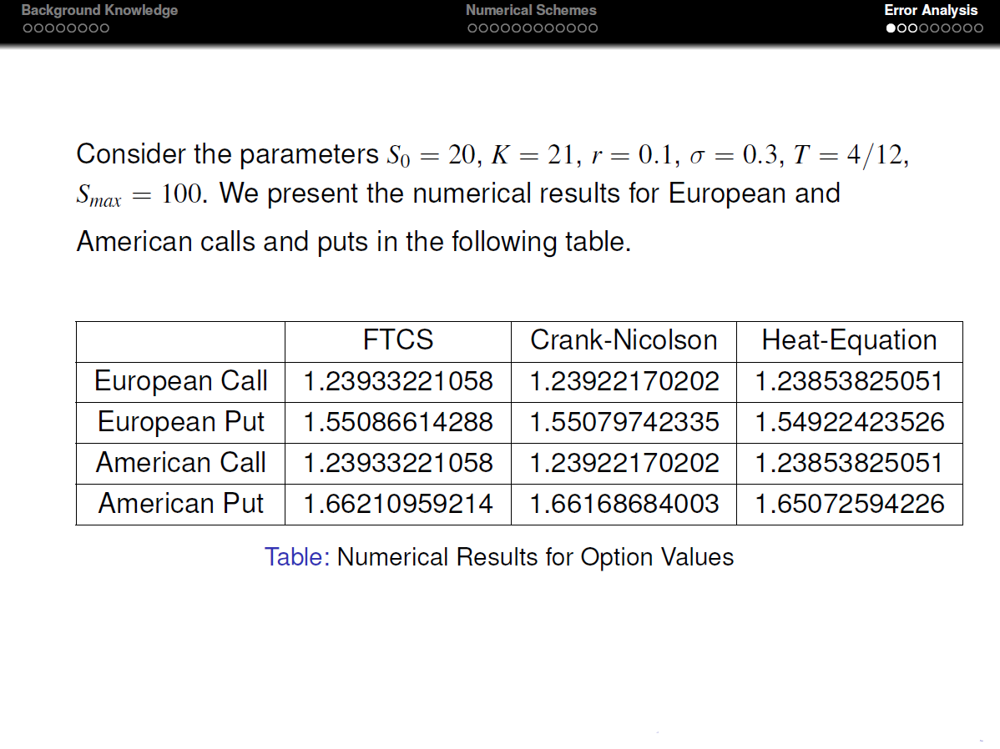 Background Knowledge Numerical Schemes Error Analysis
Consider the parameters S₀ = 20, K = 21, r = 0.1, σ = 0.3, T = 4/12,
Sₘₐₓ = 100. We present the numerical results for European and
American calls and puts in the following table.
FTCS Crank-Nicolson Heat-Equation
European Call 1.23933221058 1.23922170202 1.23853825051
European Put 1.55086614288 1.55079742335 1.54922423526
American Call 1.23933221058 1.23922170202 1.23853825051
American Put 1.66210959214 1.66168684003 1.65072594226
Table: Numerical Results for Option Values